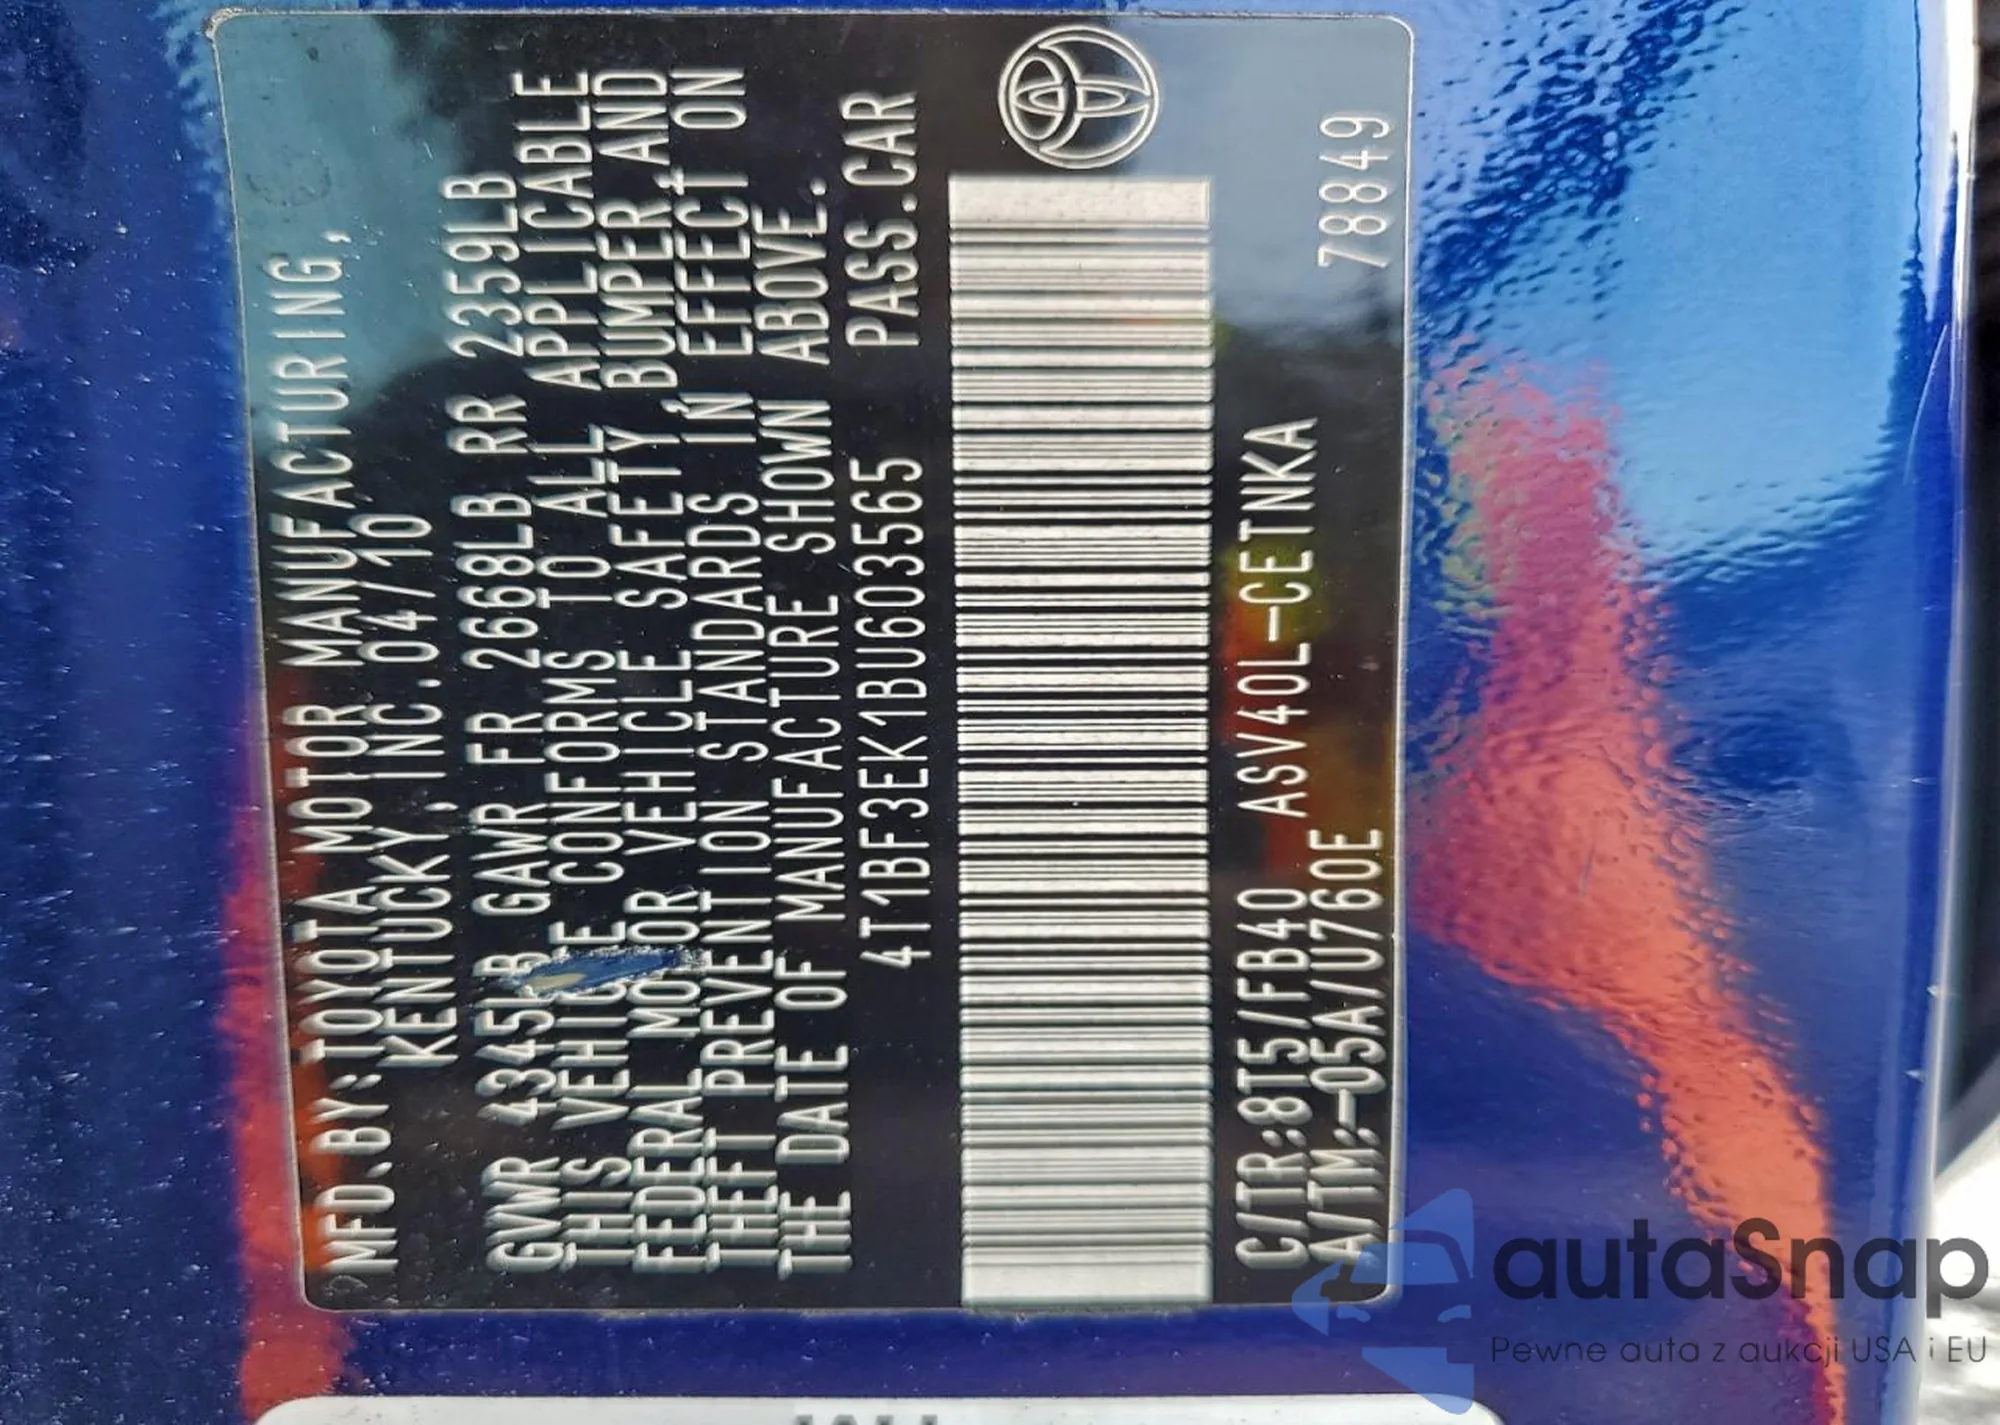 MFD.BY:TOYOTA MOTOR MANUFACTURING,
KENTUCKY, INC.04/10
GVWR 4345LB GAWR FR 2668LB RR 2359LB
THIS VEHICLE CONFORMS TO ALL APPLICABLE
FEDERAL MOTOR VEHICLE SAFETY BUMPER AND
THEFT PREVENTION STANDARDS IN EFFECT ON
THE DATE OF MANUFACTURE SHOWN ABOVE.
4T1BF3EK1BU603565 PASS.CAR
C/TR:8T5/FB40 ASV40L-CETNKA
A/TM:-05A/U760E 78849
autaSnap
Pewne auta z aukcji USA i EU